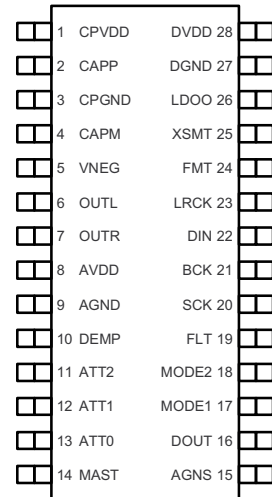 1 CPVDD DVDD 28
2 CAPP DGND 27
3 CPGND LDOO 26
4 CAPM XSMT 25
5 VNEG FMT 24
6 OUTL LRCK 23
7 OUTR DIN 22
8 AVDD BCK 21
9 AGND SCK 20
10 DEMP FLT 19
11 ATT2 MODE2 18
12 ATT1 MODE1 17
13 ATT0 DOUT 16
14 MAST AGNS 15